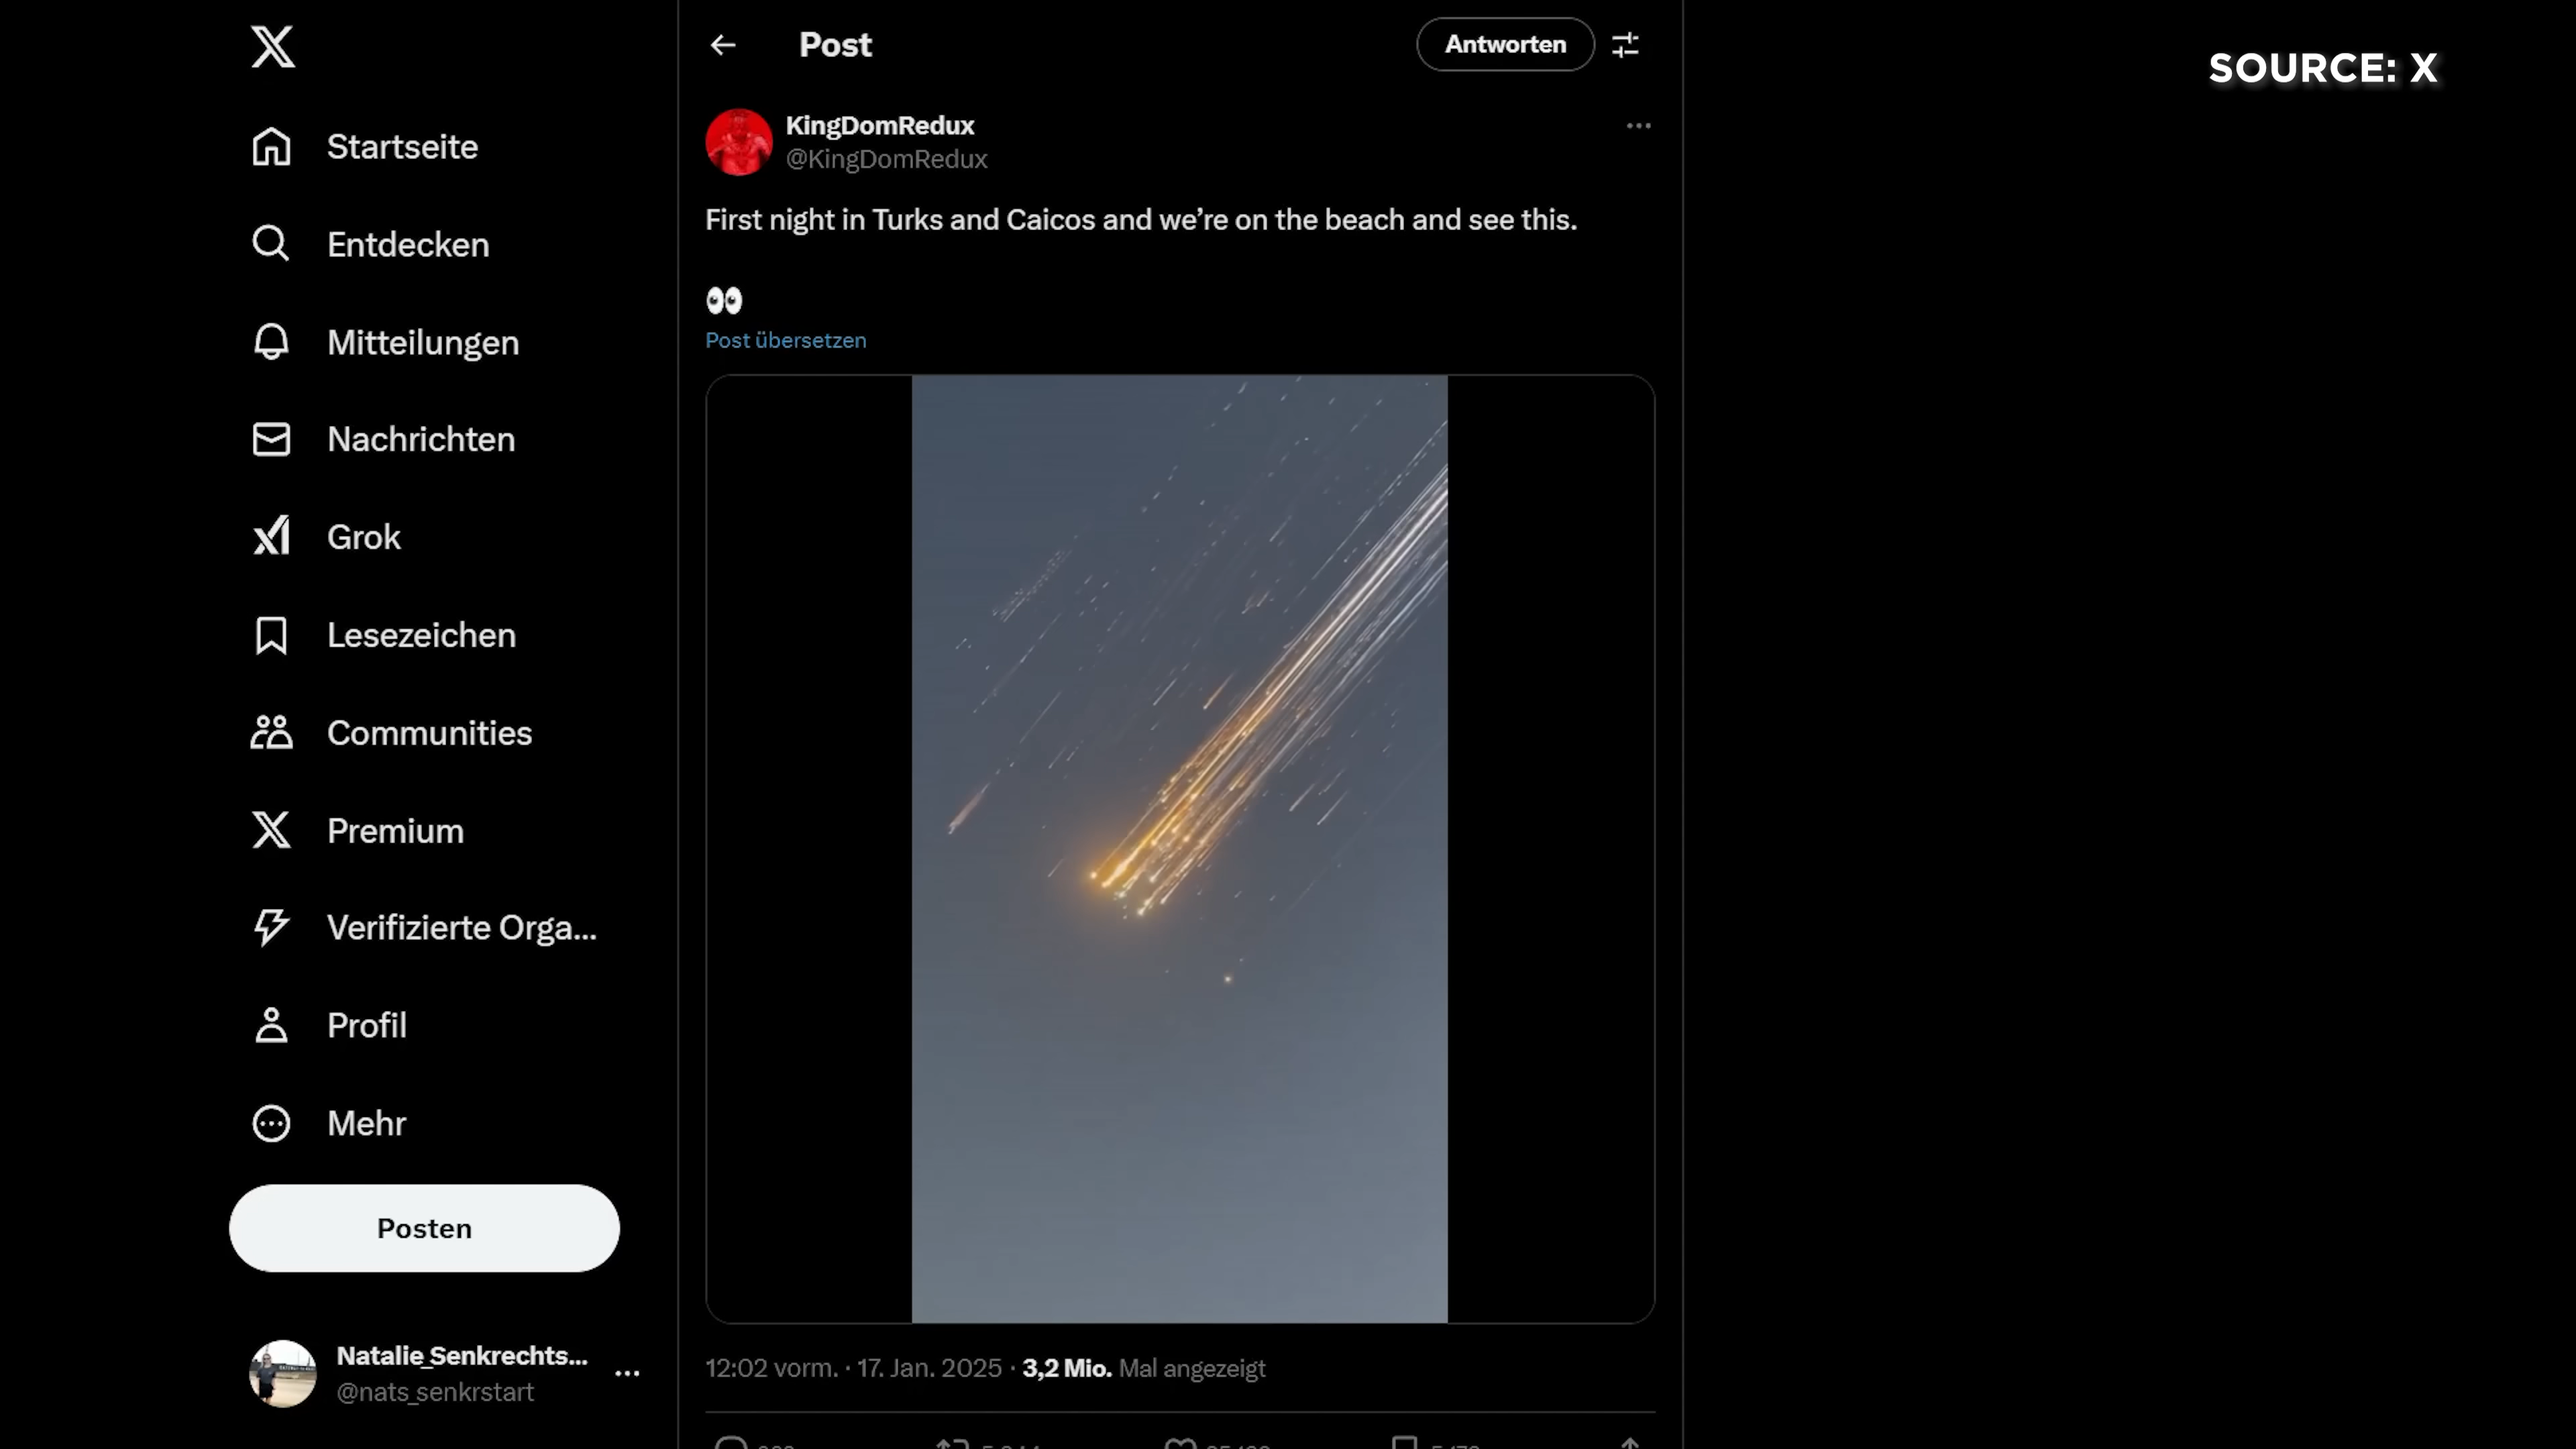 Post
Antworten
SOURCE: X
Startseite
Entdecken
Mitteilungen
Nachrichten
Grok
Lesezeichen
Communities
Premium
Verifizierte Orga...
Profil
Mehr
Posten
Natalie_Senkrechts...
@nats_senkrstart
KingDomRedux
@KingDomRedux
First night in Turks and Caicos and we’re on the beach and see this.
Post übersetzen
12:02 vorm. · 17. Jan. 2025 · 3,2 Mio. Mal angezeigt